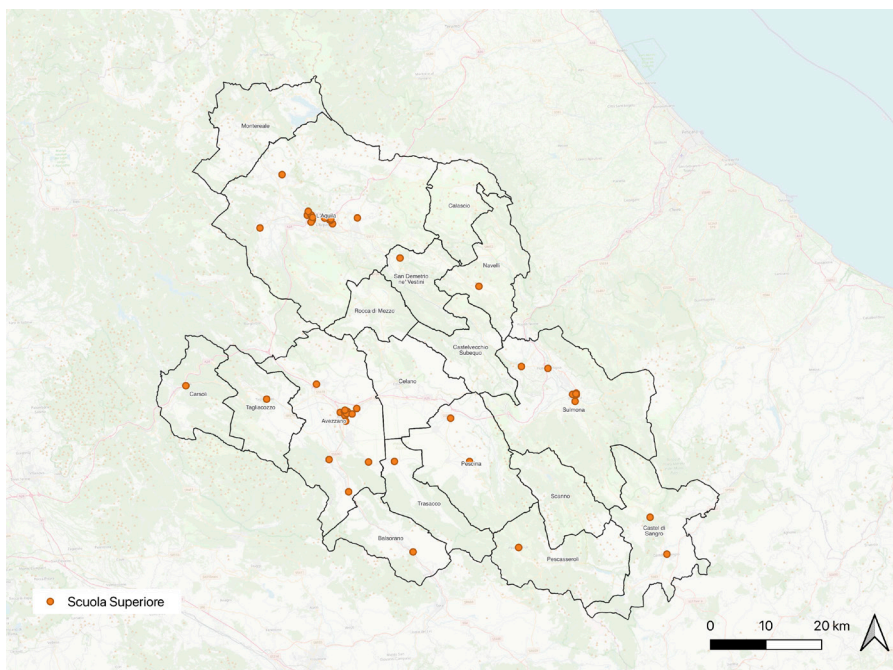 Montereale
L'Aquila
Calascio
San Demetrio
Ne' Vestini
Navelli
Rocca di Mezzo
Castelvecchio
Subequo
Carsoli
Tagliacozzo
Celano
Avezzano
Sulmona
Pescina
Trasacco
Scanno
Castel di
Sangro
Balsorano
Pescasseroli
Scuola Superiore
0 10 20 km